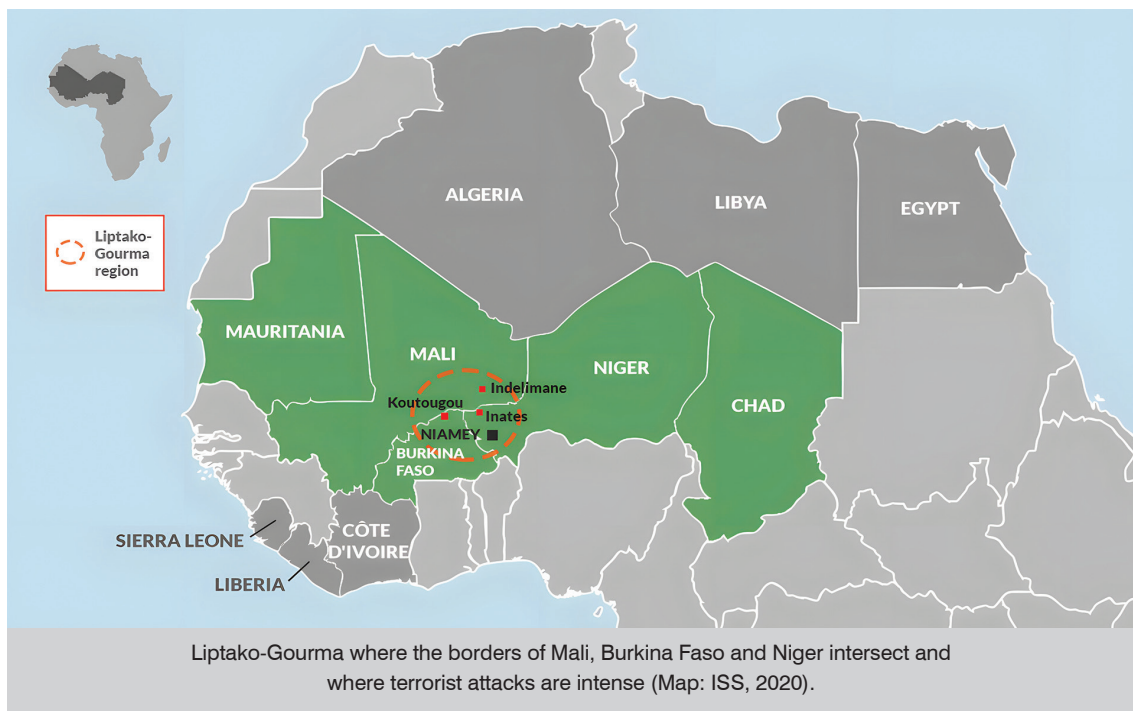 Liptako-
Gourma
region
ALGERIA
LIBYA
EGYPT
MAURITANIA
MALI
NIGER
CHAD
Indelimane
Koutougou
Inates
NIAMEY
BURKINA
FASO
SIERRA LEONE
LIBERIA
CÔTE
D'IVOIRE
Liptako-Gourma where the borders of Mali, Burkina Faso and Niger intersect and
where terrorist attacks are intense (Map: ISS, 2020).